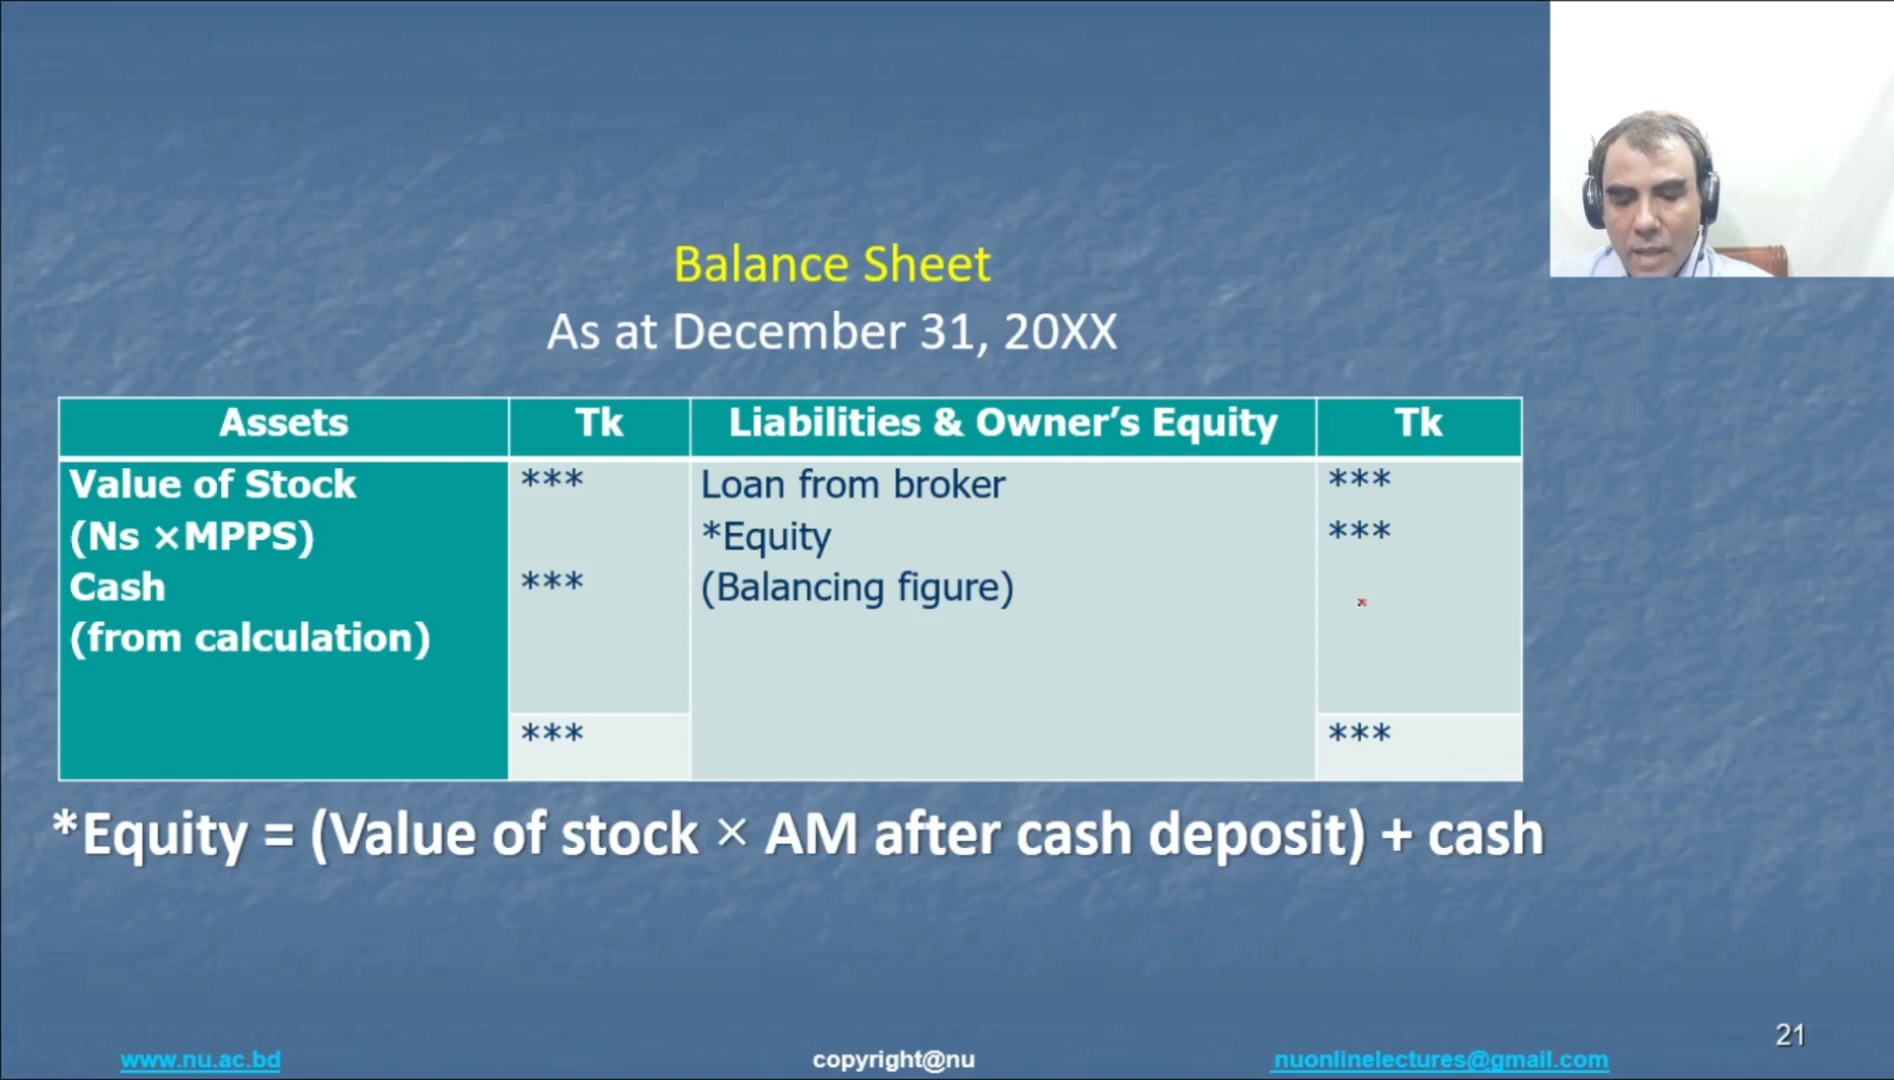 Balance Sheet
As at December 31, 20XX
Assets Tk Liabilities & Owner’s Equity Tk
Value of Stock *** Loan from broker ***
(Ns ×MPPS) *Equity ***
Cash *** (Balancing figure)
(from calculation)
*** ***
*Equity = (Value of stock × AM after cash deposit) + cash
21
www.nu.ac.bd copyright@nu nuonlinelectures@gmail.com